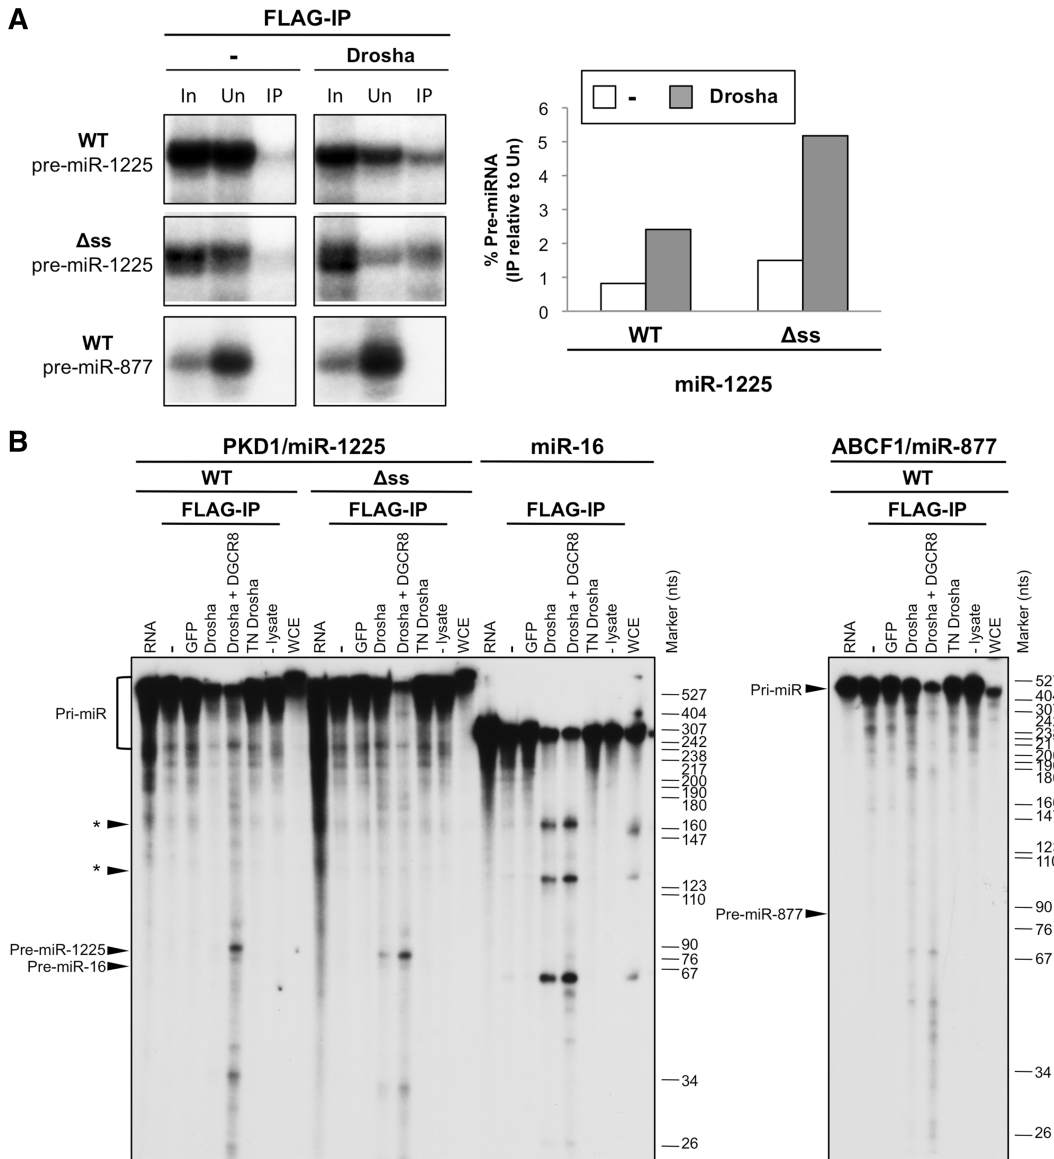 A
FLAG-IP
- Drosha
In Un IP In Un IP
WT
pre-miR-1225
Δss
pre-miR-1225
WT
pre-miR-877
- Drosha
% Pre-miRNA
(IP relative to Un)
6
5
4
3
2
1
0
WT Δss
miR-1225
B
PKD1/miR-1225 miR-16 ABCF1/miR-877
WT Δss WT
FLAG-IP FLAG-IP FLAG-IP FLAG-IP
RNA - GFP Drosha Drosha + DGCR8 TN Drosha - lysate WCE
RNA - GFP Drosha Drosha + DGCR8 TN Drosha - lysate WCE
RNA - GFP Drosha Drosha + DGCR8 TN Drosha - lysate WCE
Marker (nts)
RNA - GFP Drosha Drosha + DGCR8 TN Drosha - lysate WCE
Marker (nts)
Pri-miR
*
*
Pre-miR-1225
Pre-miR-16
527
404
307
242
238
217
200
190
180
160
147
123
110
90
76
67
34
26
Pri-miR
Pre-miR-877
90
76
67
34
26